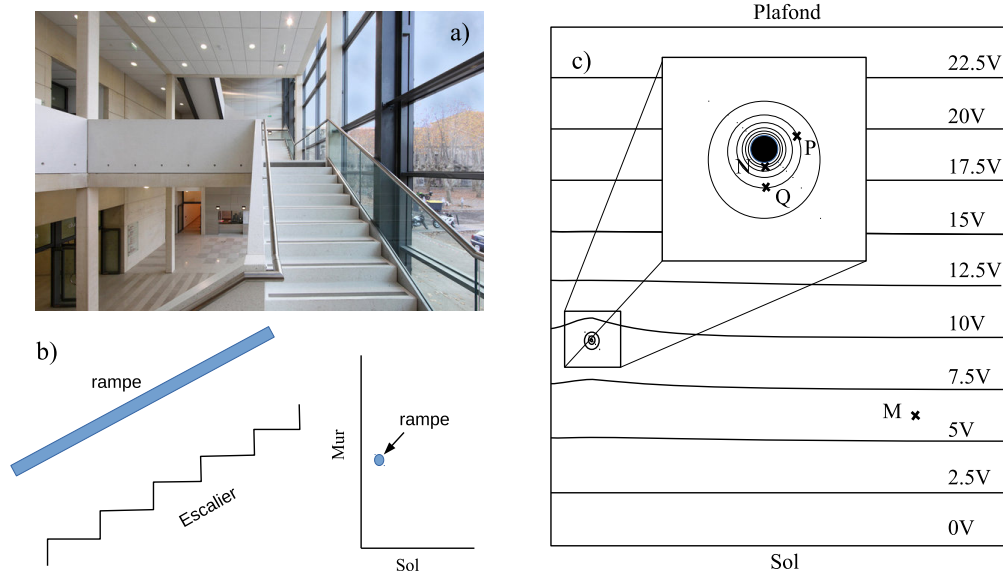 a)
b)
rampe
Escalier
Mur
rampe
Sol
Plafond
c)
22.5V
20V
17.5V
15V
12.5V
10V
7.5V
5V
2.5V
0V
P
N
Q
M
Sol